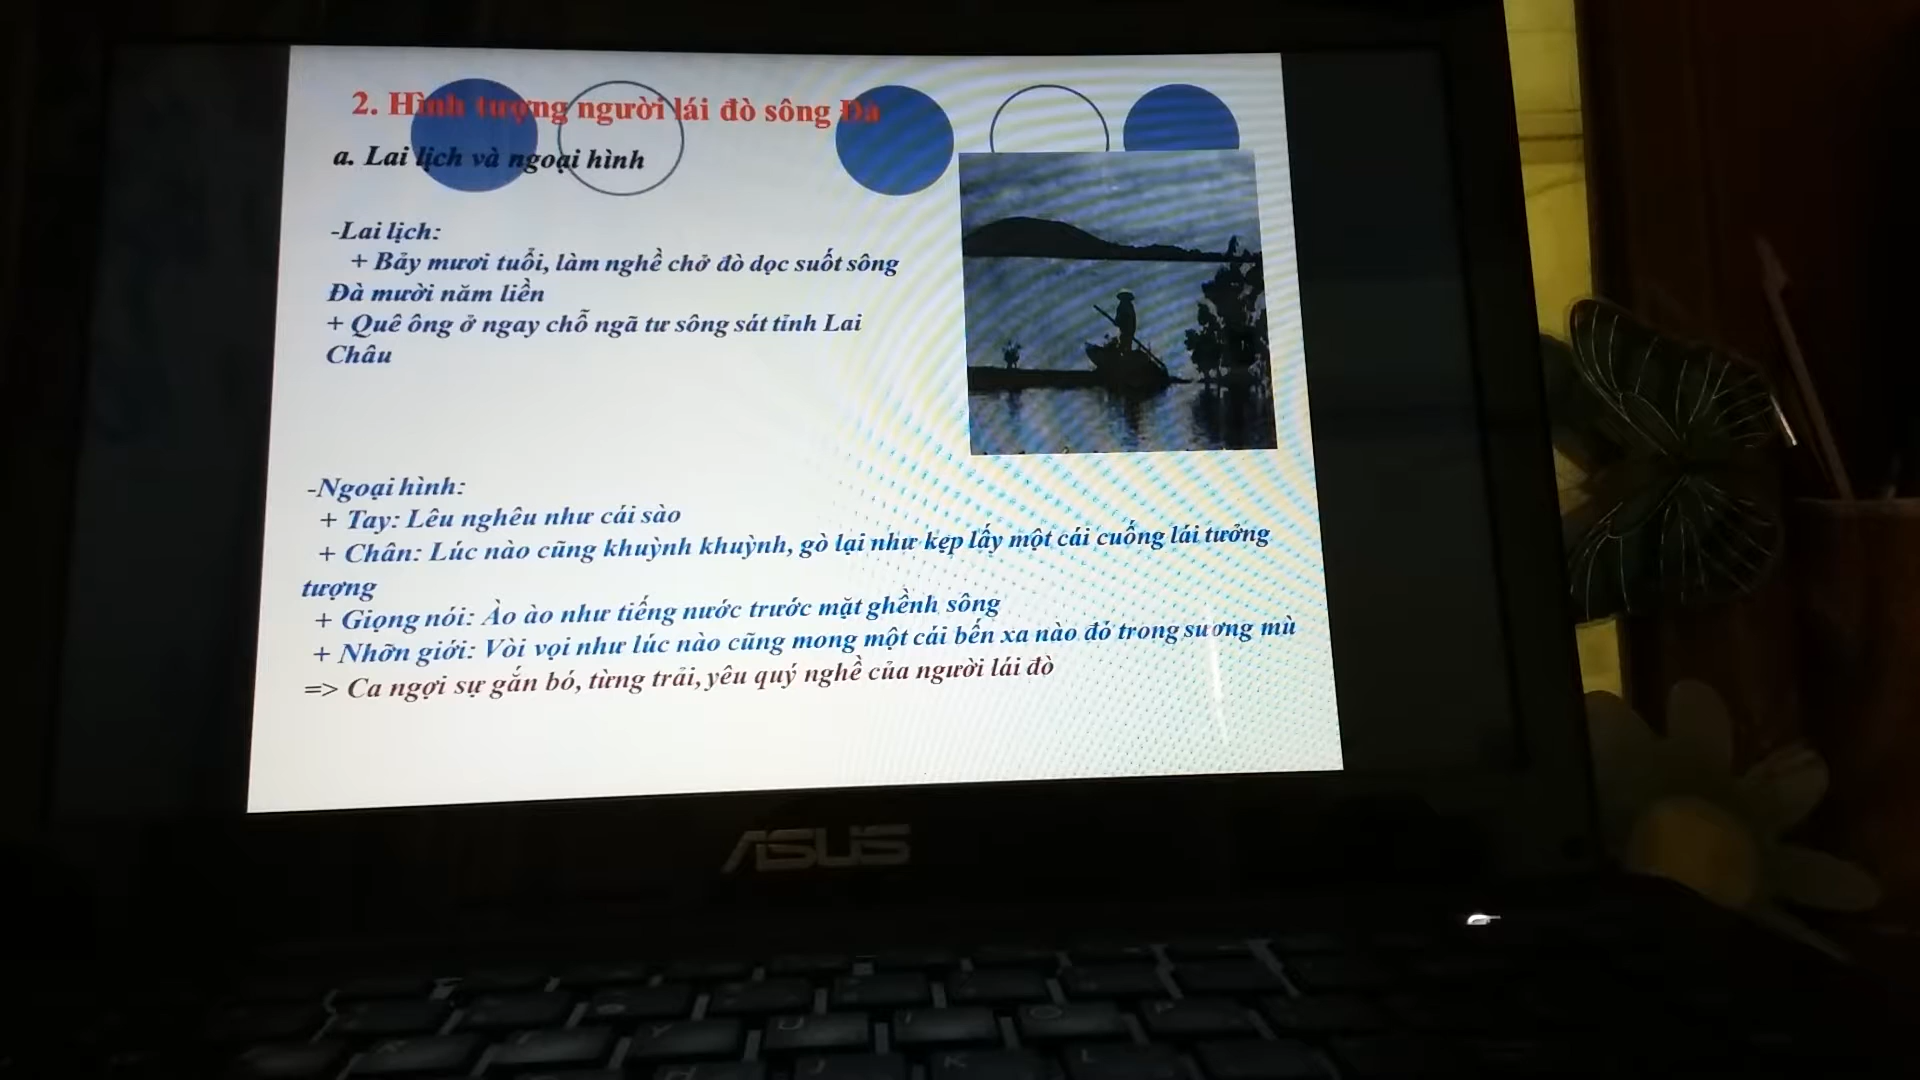 2. Hình tượng người lái đò sông Đà
a. Lai lịch và ngoại hình
-Lai lịch:
+ Bảy mươi tuổi, làm nghề chở đò dọc suốt sông
Đà mười năm liền
+ Quê ông ở ngay chỗ ngã tư sông sát tỉnh Lai
Châu
-Ngoại hình:
+ Tay: Lêu nghêu như cái sào
+ Chân: Lúc nào cũng khuỳnh khuỳnh, gò lại như kẹp lấy một cái cuống lái tưởng
tượng
+ Giọng nói: Ào ào như tiếng nước trước mặt ghềnh sông
+ Nhỡn giới: Vòi vọi như lúc nào cũng mong một cái bến xa nào đó trong sương mù
=> Ca ngợi sự gắn bó, từng trải, yêu quý nghề của người lái đò
ASUS